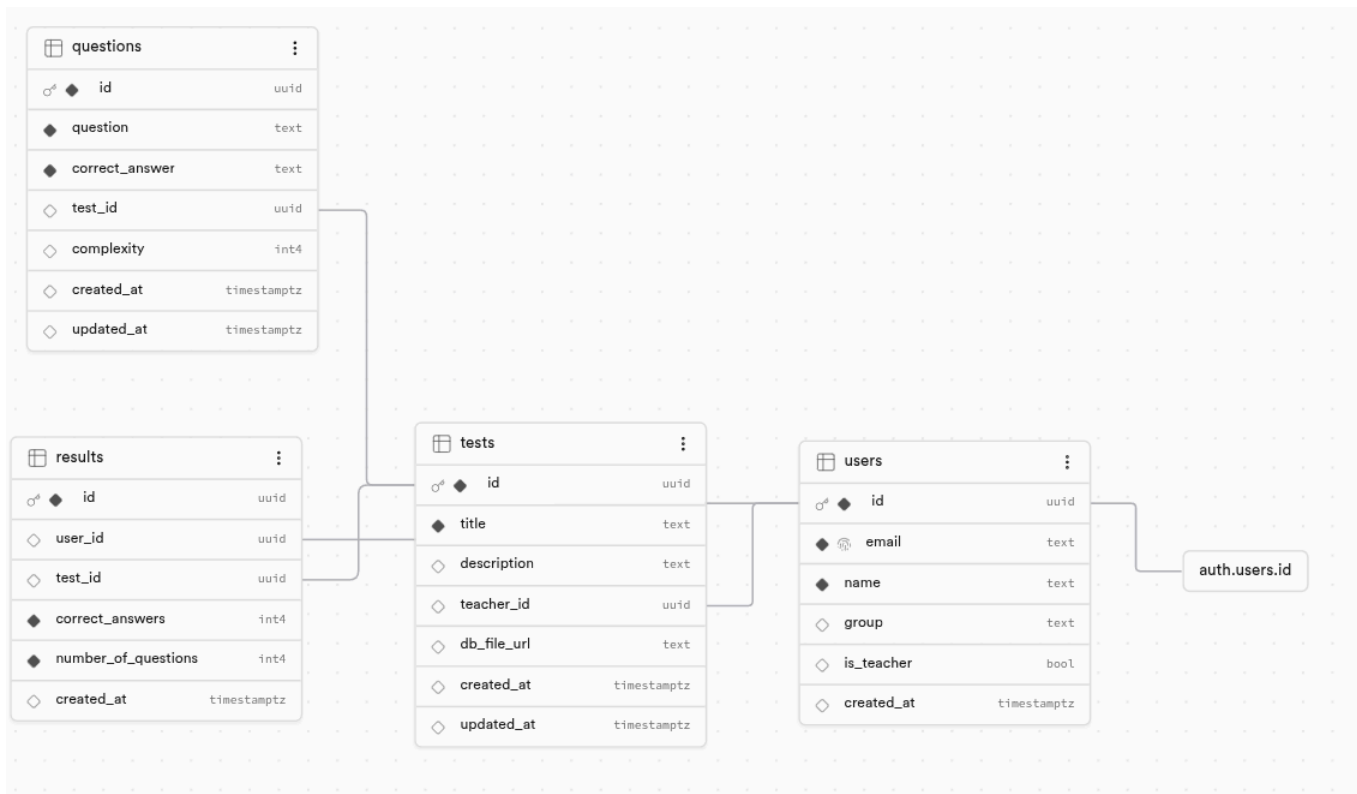 questions
id uuid
question text
correct_answer text
test_id uuid
complexity int4
created_at timestamptz
updated_at timestamptz
results
id uuid
user_id uuid
test_id uuid
correct_answers int4
number_of_questions int4
created_at timestamptz
tests
id uuid
title text
description text
teacher_id uuid
db_file_url text
created_at timestamptz
updated_at timestamptz
users
id uuid
email text
name text
group text
is_teacher bool
created_at timestamptz
auth.users.id